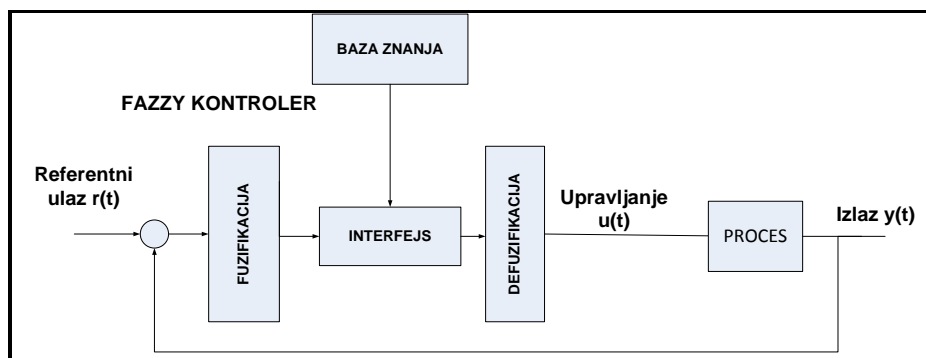 BAZA ZNANJA
FAZZY KONTROLER
Referentni
ulaz r(t)
FUZIFIKACIJA
INTERFEJS
DEFUZIFIKACIJA
Upravljanje
u(t)
PROCES
Izlaz y(t)